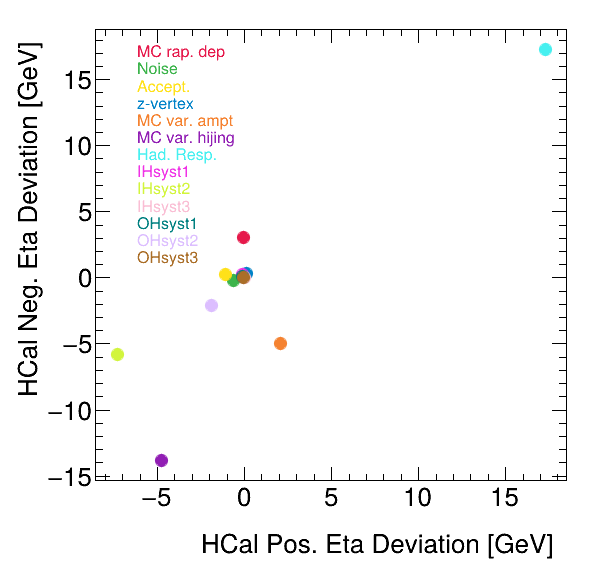 HCal Neg. Eta Deviation [GeV]
15
10
5
0
−5
−10
−15
MC rap. dep
Noise
Accept.
z-vertex
MC var. ampt
MC var. hijing
Had. Resp.
IHsyst1
IHsyst2
IHsyst3
OHsyst1
OHsyst2
OHsyst3
−5 0 5 10 15
HCal Pos. Eta Deviation [GeV]